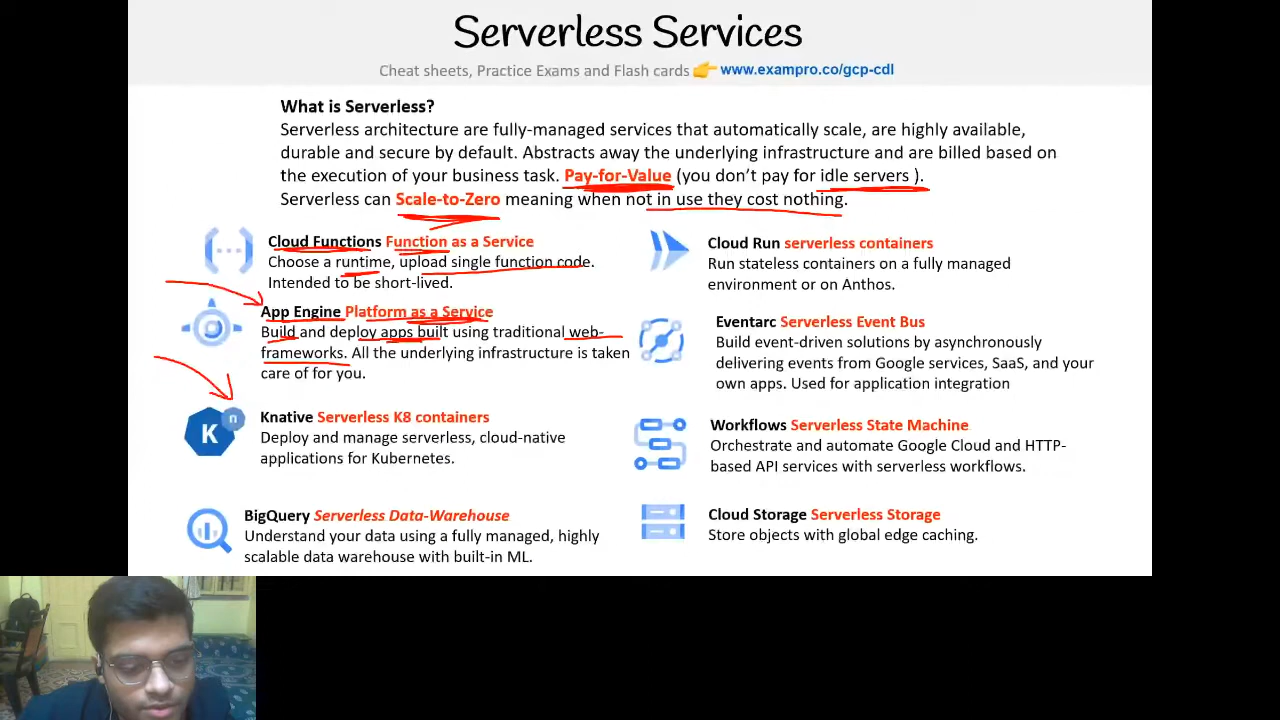 Serverless Services
Cheat sheets, Practice Exams and Flash cards 👉 www.exampro.co/gcp-cdl
What is Serverless?
Serverless architecture are fully-managed services that automatically scale, are highly available,
durable and secure by default. Abstracts away the underlying infrastructure and are billed based on
the execution of your business task. Pay-for-Value (you don't pay for idle servers ).
Serverless can Scale-to-Zero meaning when not in use they cost nothing.
Cloud Functions Function as a Service
Choose a runtime, upload single function code.
Intended to be short-lived.
App Engine Platform as a Service
Build and deploy apps built using traditional web-
frameworks. All the underlying infrastructure is taken
care of for you.
K n
Knative Serverless K8 containers
Deploy and manage serverless, cloud-native
applications for Kubernetes.
BigQuery Serverless Data-Warehouse
Understand your data using a fully managed, highly
scalable data warehouse with built-in ML.
Cloud Run serverless containers
Run stateless containers on a fully managed
environment or on Anthos.
Eventarc Serverless Event Bus
Build event-driven solutions by asynchronously
delivering events from Google services, SaaS, and your
own apps. Used for application integration
Workflows Serverless State Machine
Orchestrate and automate Google Cloud and HTTP-
based API services with serverless workflows.
Cloud Storage Serverless Storage
Store objects with global edge caching.